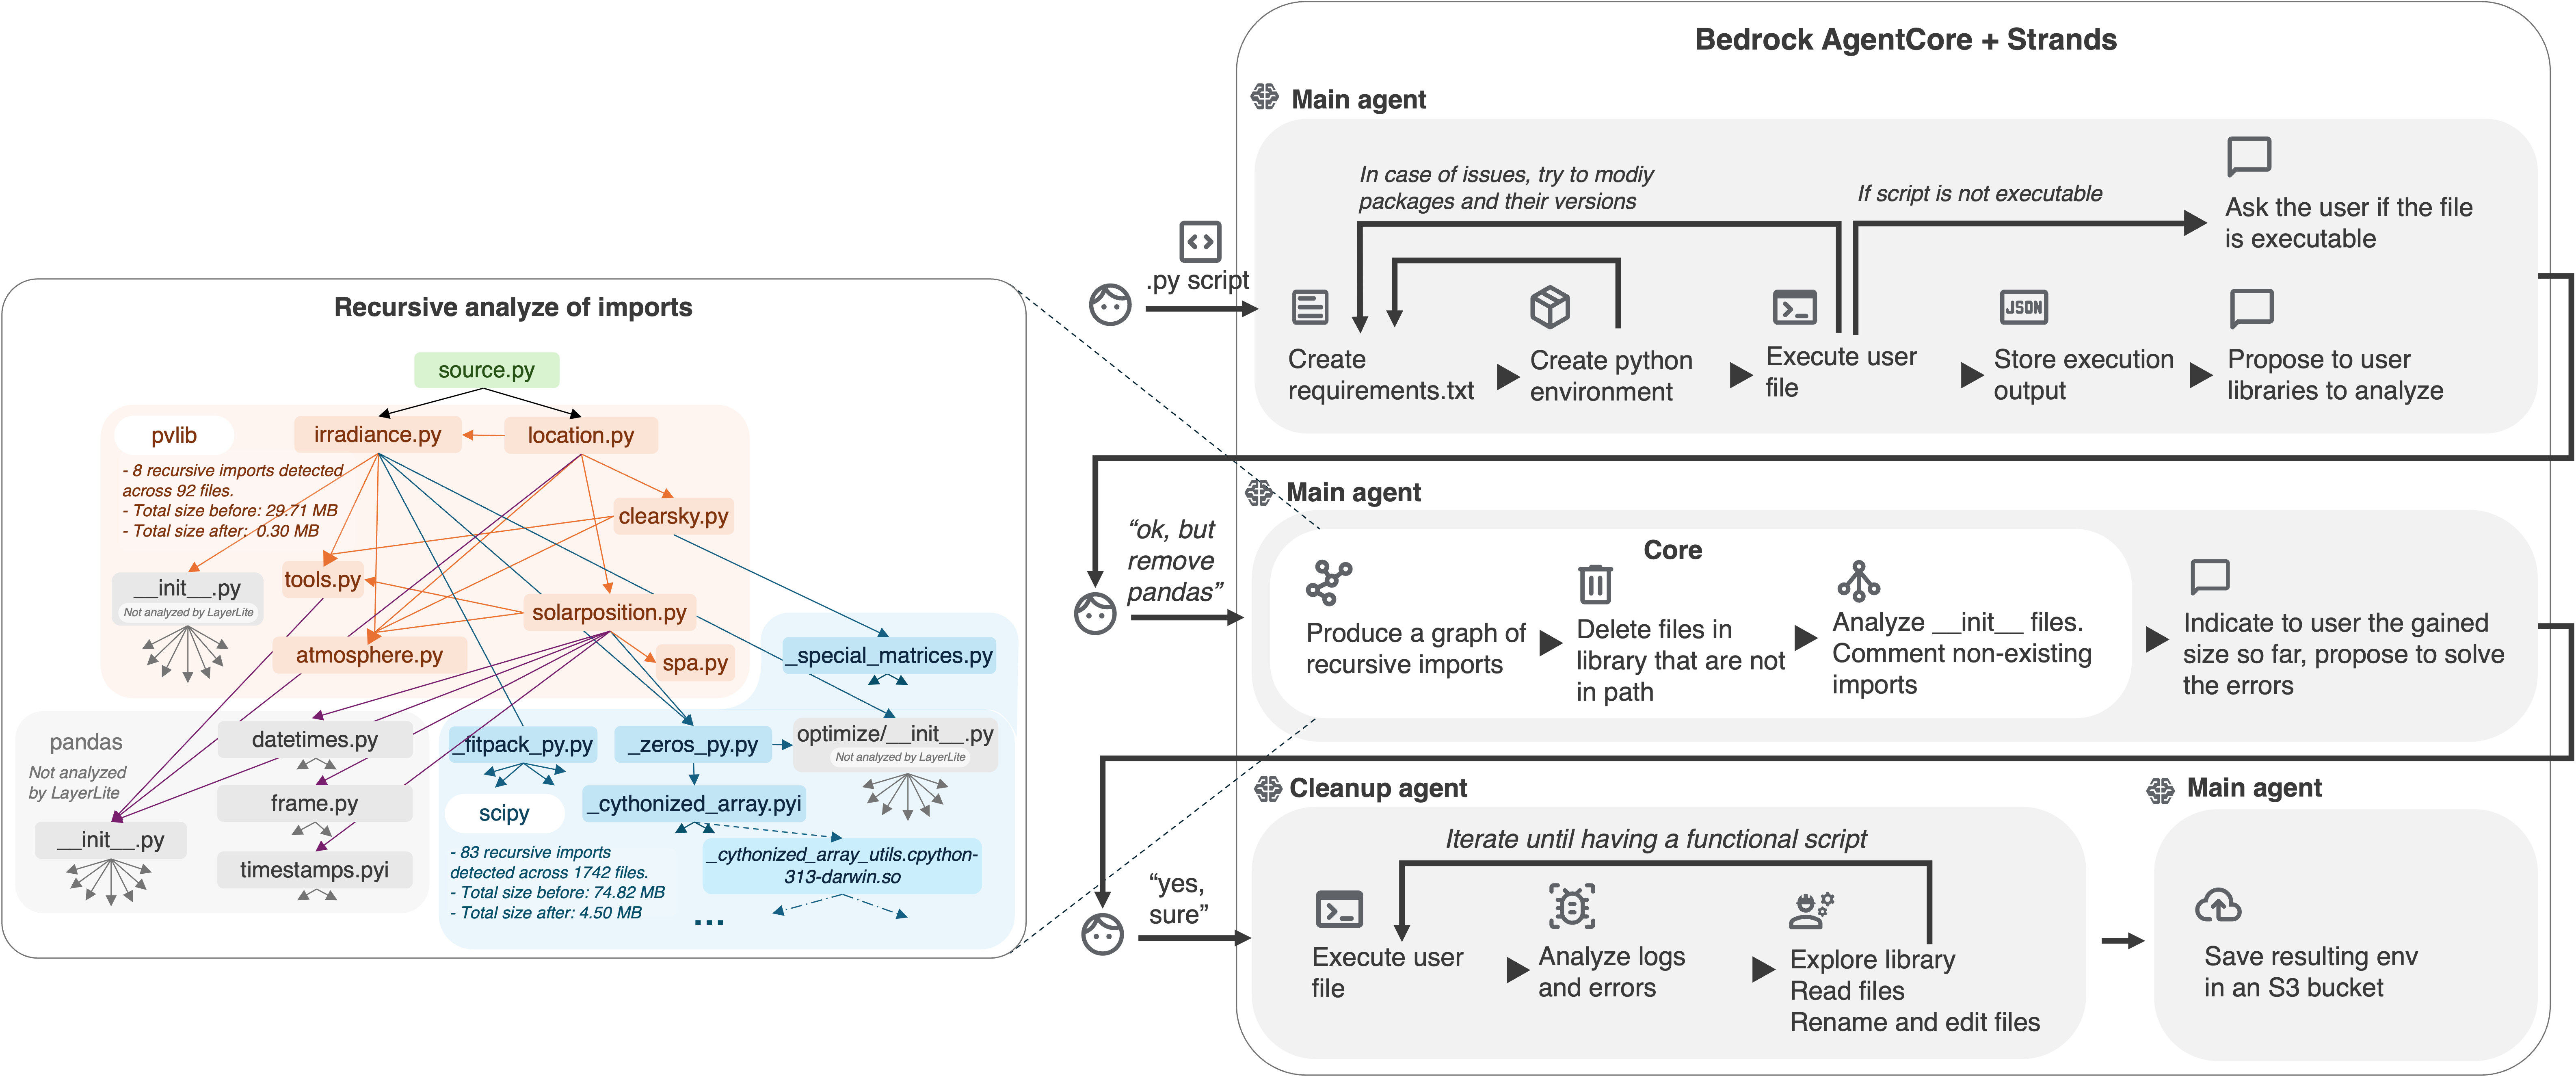 Recursive analyze of imports
source.py
pvlib
irradiance.py
location.py
- 8 recursive imports detected
across 92 files.
- Total size before: 29.71 MB
- Total size after: 0.30 MB
clearsky.py
__init__.py
Not analyzed by LayerLite
tools.py
solarposition.py
atmosphere.py
spa.py
_special_matrices.py
pandas
Not analyzed
by LayerLite
datetimes.py
frame.py
__init__.py
timestamps.pyi
_fitpack_py.py
_zeros_py.py
optimize/__init__.py
Not analyzed by LayerLite
scipy
_cythonized_array.pyi
- 83 recursive imports
detected across 1742 files.
- Total size before: 74.82 MB
- Total size after: 4.50 MB
_cythonized_array_utils.cpython-
313-darwin.so
...
Bedrock AgentCore + Strands
Main agent
.py script
In case of issues, try to modiy
packages and their versions
If script is not executable
Ask the user if the file
is executable
Create
requirements.txt
Create python
environment
Execute user
file
JSON
Store execution
output
Propose to user
libraries to analyze
Main agent
“ok, but
remove
pandas”
Core
Produce a graph of
recursive imports
Delete files in
library that are not
in path
Analyze __init__ files.
Comment non-existing
imports
Indicate to user the gained
size so far, propose to solve
the errors
Cleanup agent
“yes,
sure”
Iterate until having a functional script
Execute user
file
Analyze logs
and errors
Explore library
Read files
Rename and edit files
Main agent
Save resulting env
in an S3 bucket